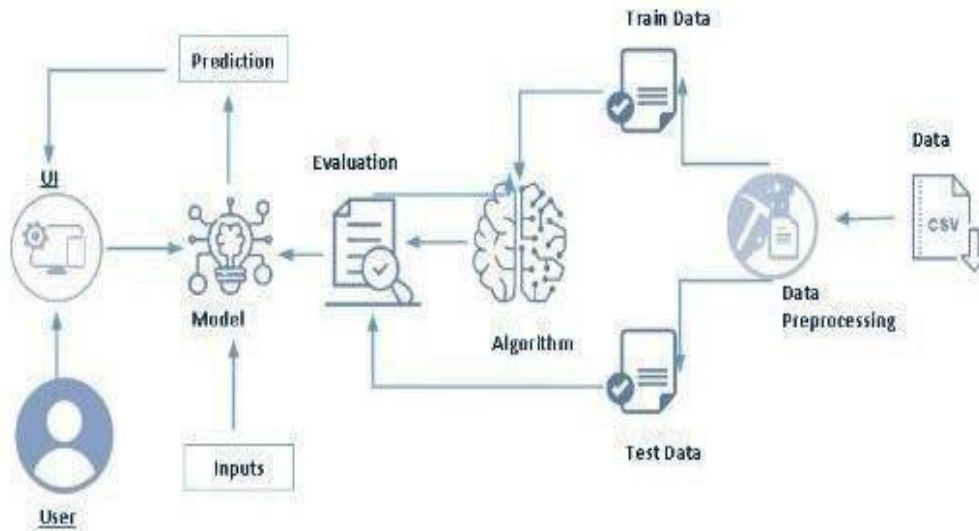 Train Data
Prediction
Evaluation
Data
UI
CSV
Model
Algorithm
Data
Preprocessing
Inputs
Test Data
User